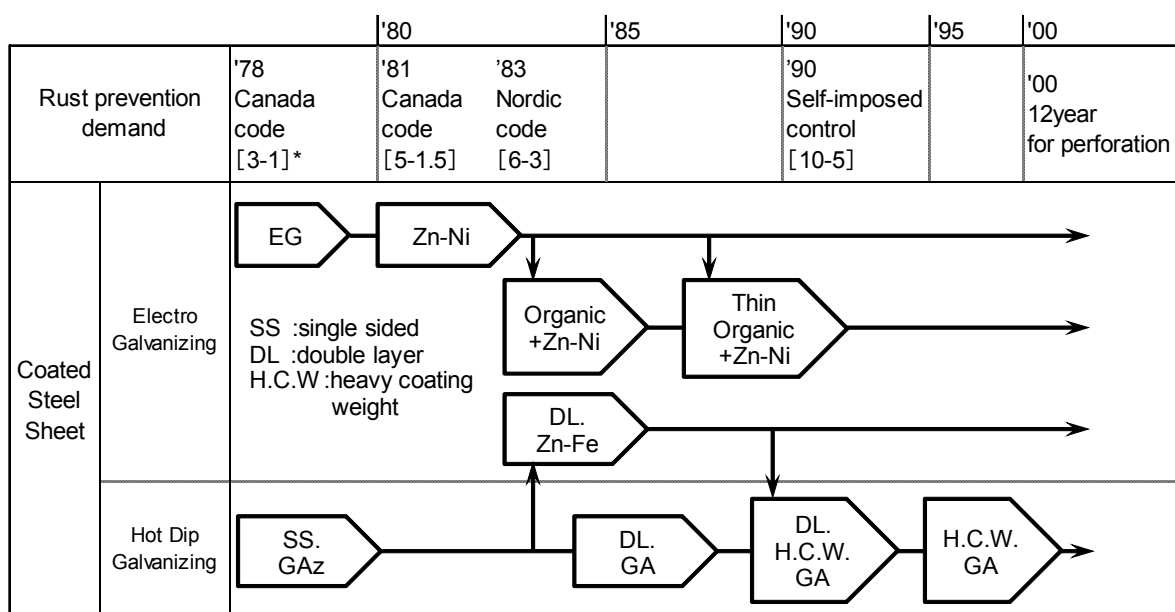 '80
'85
'90
'95
'00
Rust prevention
demand
'78
Canada
code
[3-1]*
'81
Canada
code
[5-1.5]
’83
Nordic
code
[6-3]
’90
Self-imposed
control
[10-5]
'00
12year
for perforation
Coated
Steel
Sheet
Electro
Galvanizing
EG
Zn-Ni
Organic
+Zn-Ni
Thin
Organic
+Zn-Ni
SS :single sided
DL :double layer
H.C.W :heavy coating
weight
DL.
Zn-Fe
Hot Dip
Galvanizing
SS.
GAz
DL.
GA
DL.
H.C.W.
GA
H.C.W.
GA